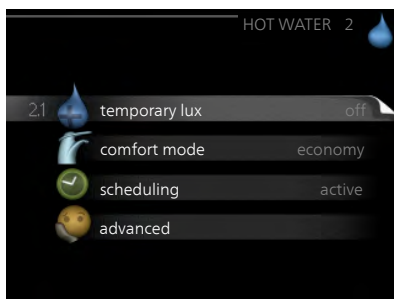 HOT WATER 2
2.1 temporary lux off
comfort mode economy
scheduling active
advanced